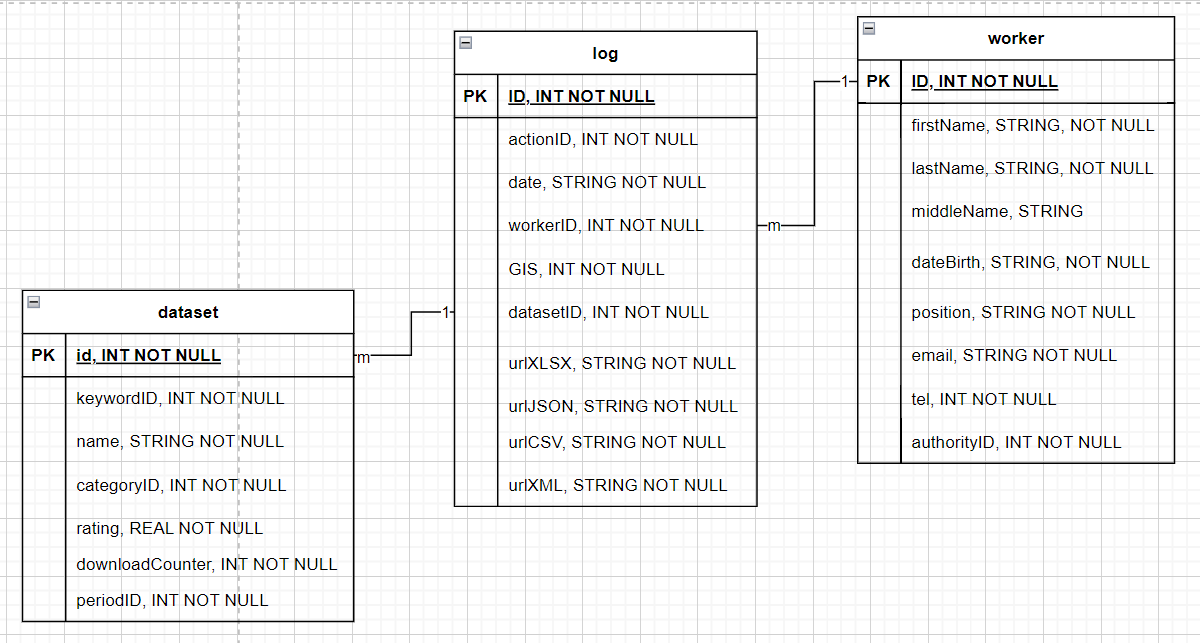 log
PK ID, INT NOT NULL
actionID, INT NOT NULL
date, STRING NOT NULL
workerID, INT NOT NULL
GIS, INT NOT NULL
datasetID, INT NOT NULL
urlXLSX, STRING NOT NULL
urlJSON, STRING NOT NULL
urlCSV, STRING NOT NULL
urlXML, STRING NOT NULL
worker
PK ID, INT NOT NULL
firstName, STRING, NOT NULL
lastName, STRING, NOT NULL
middleName, STRING
dateBirth, STRING, NOT NULL
position, STRING NOT NULL
email, STRING NOT NULL
tel, INT NOT NULL
authorityID, INT NOT NULL
m
1
dataset
PK id, INT NOT NULL
keywordID, INT NOT NULL
name, STRING NOT NULL
categoryID, INT NOT NULL
rating, REAL NOT NULL
downloadCounter, INT NOT NULL
periodID, INT NOT NULL
m
1